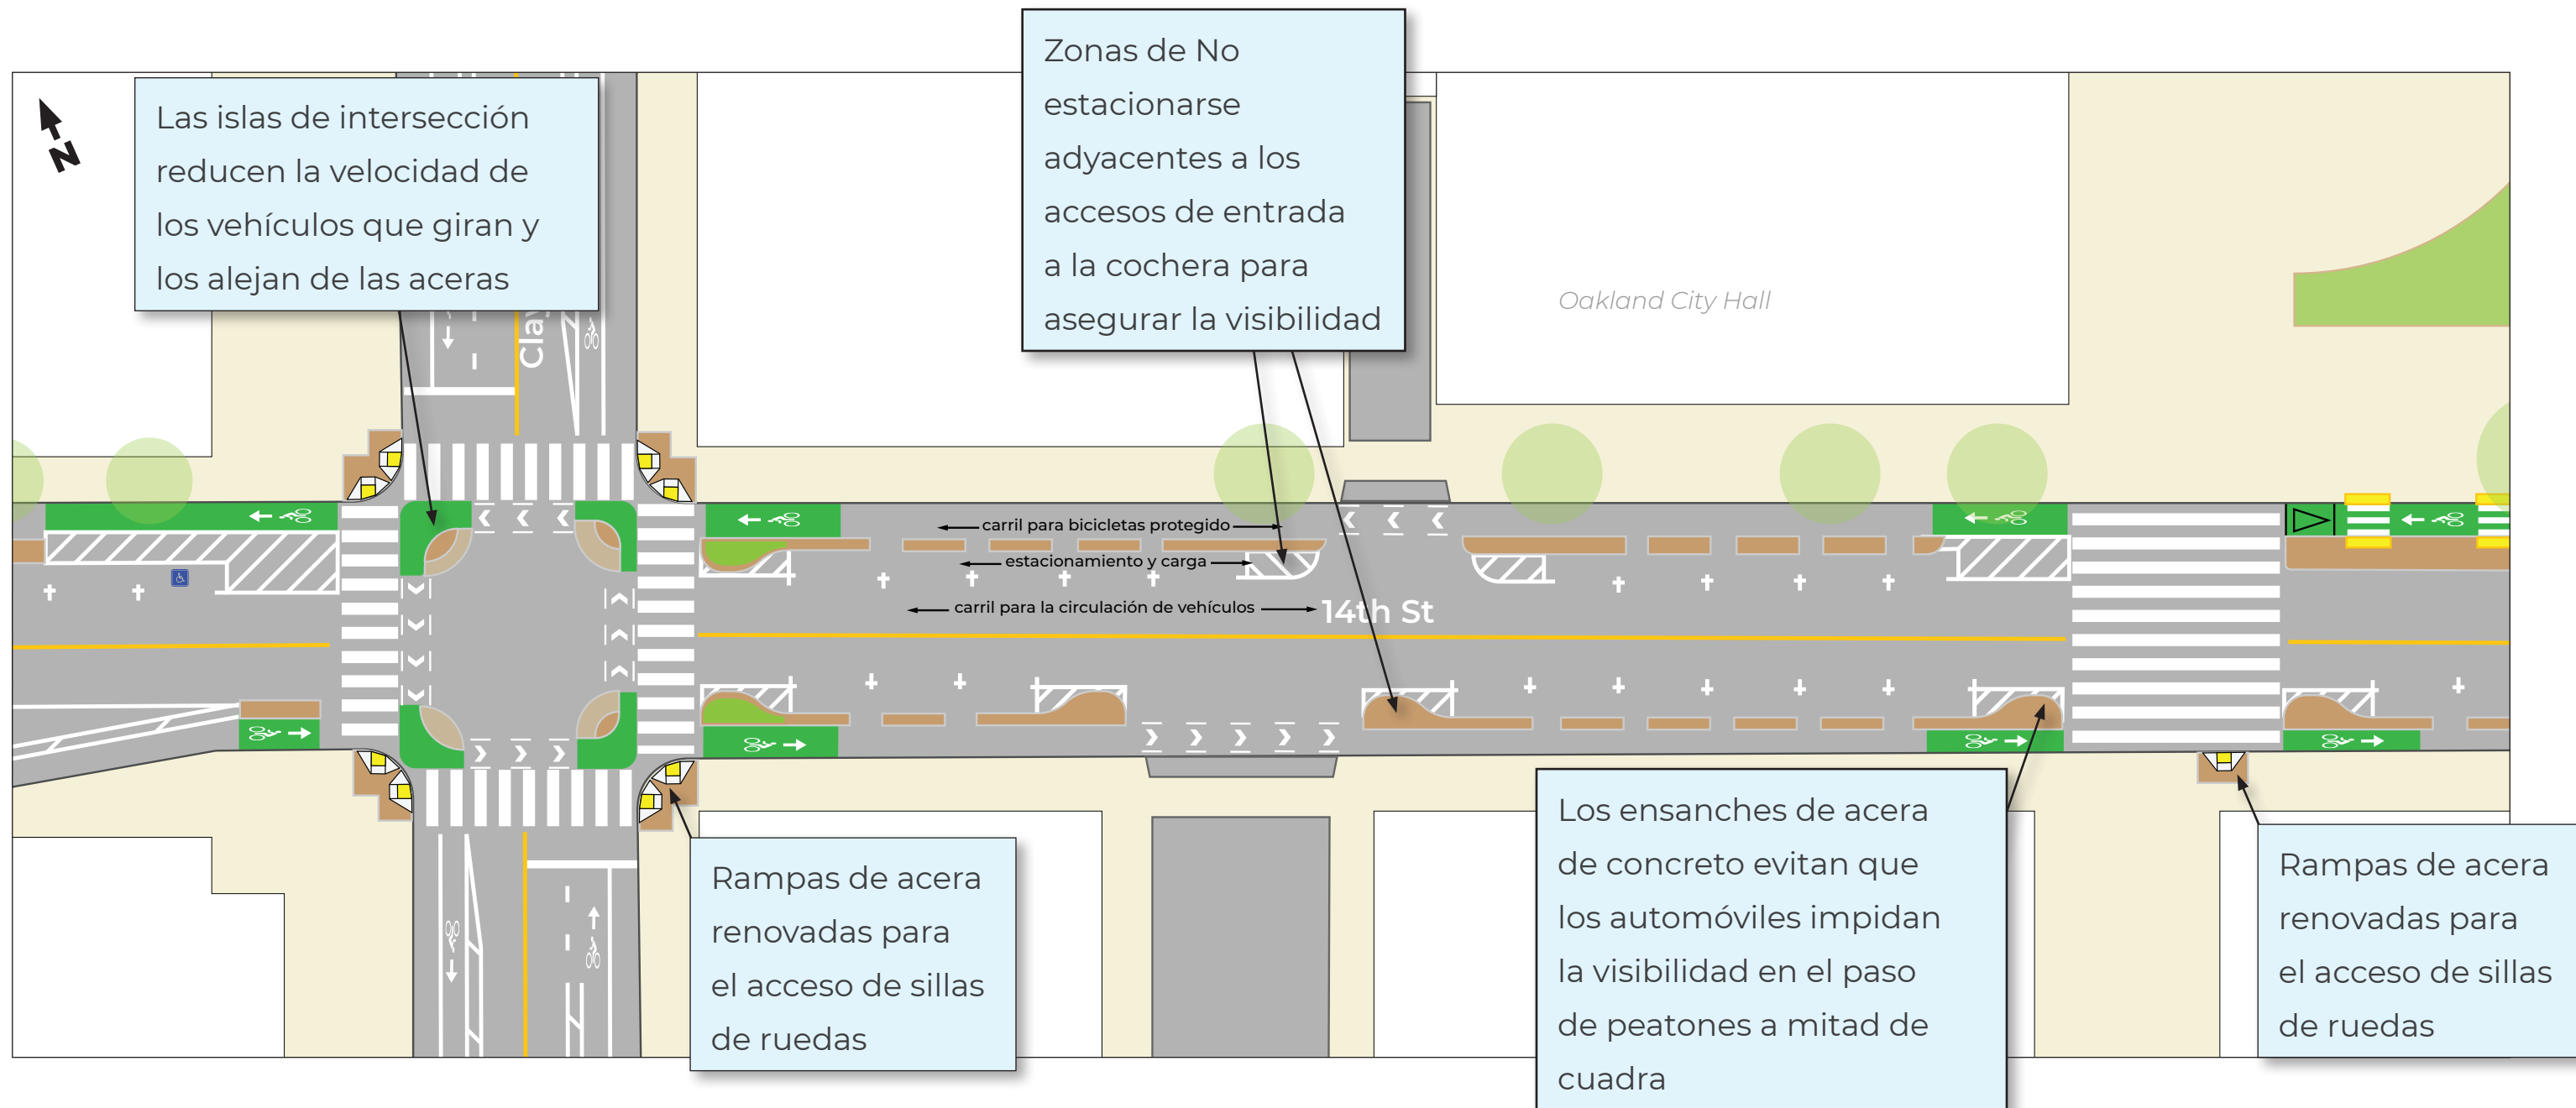 Zonas de No
estacionarse
adyacentes a los
accesos de entrada
a la cochera para
asegurar la visibilidad
Las islas de intersección
reducen la velocidad de
los vehículos que giran y
los alejan de las aceras
N
Oakland City Hall
carril para bicicletas protegido
estacionamiento y carga
carril para la circulación de vehículos
14th St
Rampas de acera
renovadas para
el acceso de sillas
de ruedas
Los ensanches de acera
de concreto evitan que
los automóviles impidan
la visibilidad en el paso
de peatones a mitad de
cuadra
Rampas de acera
renovadas para
el acceso de sillas
de ruedas